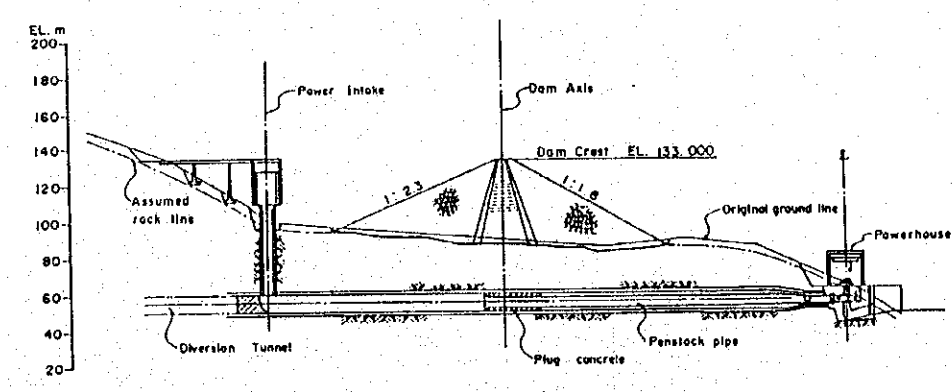 EL. m
200
180
160
140
120
100
80
60
40
20
Power Intake
Dam Axis
Dam Crest EL. 133.000
Assumed
rock line
1:2.3
1:1.8
Original ground line
Powerhouse
Diversion Tunnel
Plug concrete
Penstock pipe